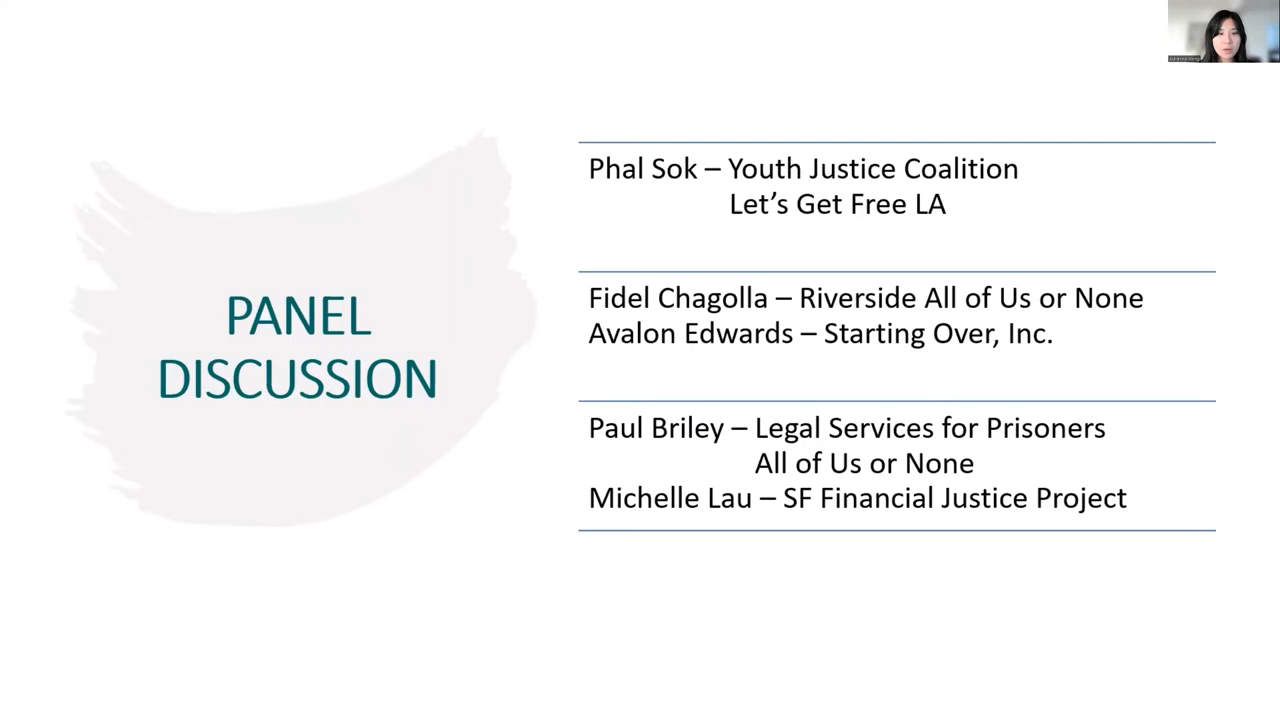 PANEL
DISCUSSION
Phal Sok – Youth Justice Coalition
Let’s Get Free LA
Fidel Chagolla – Riverside All of Us or None
Avalon Edwards – Starting Over, Inc.
Paul Briley – Legal Services for Prisoners
All of Us or None
Michelle Lau – SF Financial Justice Project